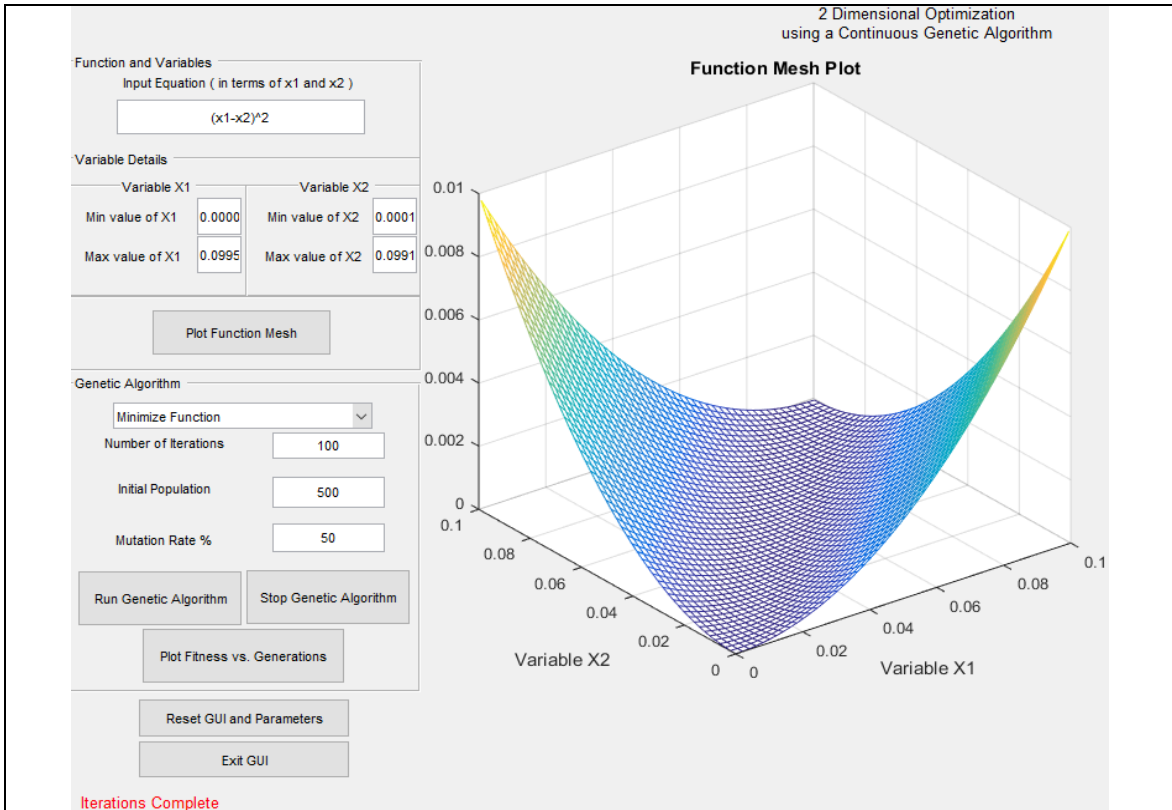 2 Dimensional Optimization
using a Continuous Genetic Algorithm
Function and Variables
Input Equation ( in terms of x1 and x2 )
(x1-x2)^2
Variable Details
Variable X1
Min value of X1 0.0000
Max value of X1 0.0995
Variable X2
Min value of X2 0.0001
Max value of X2 0.0991
Plot Function Mesh
Genetic Algorithm
Minimize Function
Number of Iterations 100
Initial Population 500
Mutation Rate % 50
Run Genetic Algorithm
Stop Genetic Algorithm
Plot Fitness vs. Generations
Reset GUI and Parameters
Exit GUI
Iterations Complete
Function Mesh Plot
0.01
0.008
0.006
0.004
0.002
0
0.1
0.08
0.06
0.04
0.02
0
Variable X2
0
0.02
0.04
0.06
0.08
0.1
Variable X1